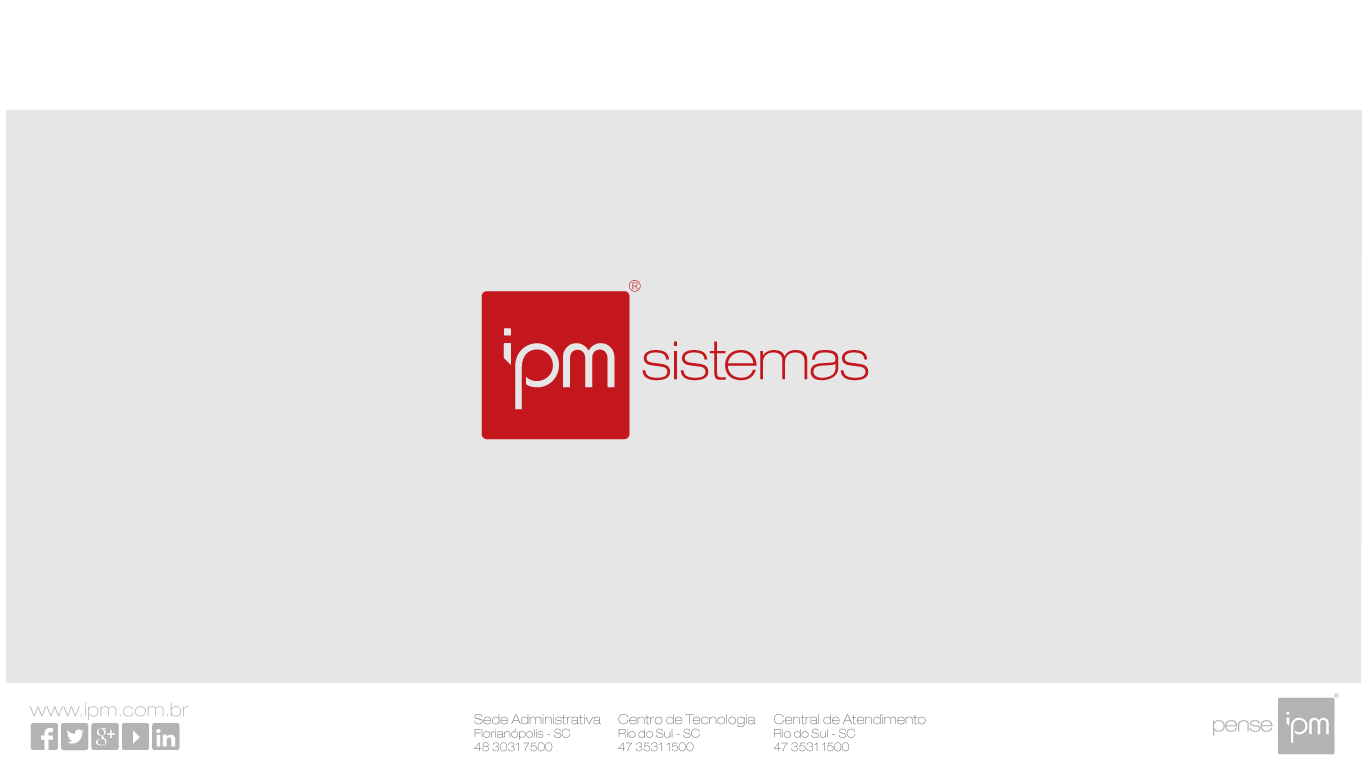 ipm® sistemas
www.ipm.com.br
Sede Administrativa
Florianópolis - SC
48 3031 7500
Centro de Tecnologia
Rio do Sul - SC
47 3531 1500
Central de Atendimento
Rio do Sul - SC
47 3531 1500
pense ipm®